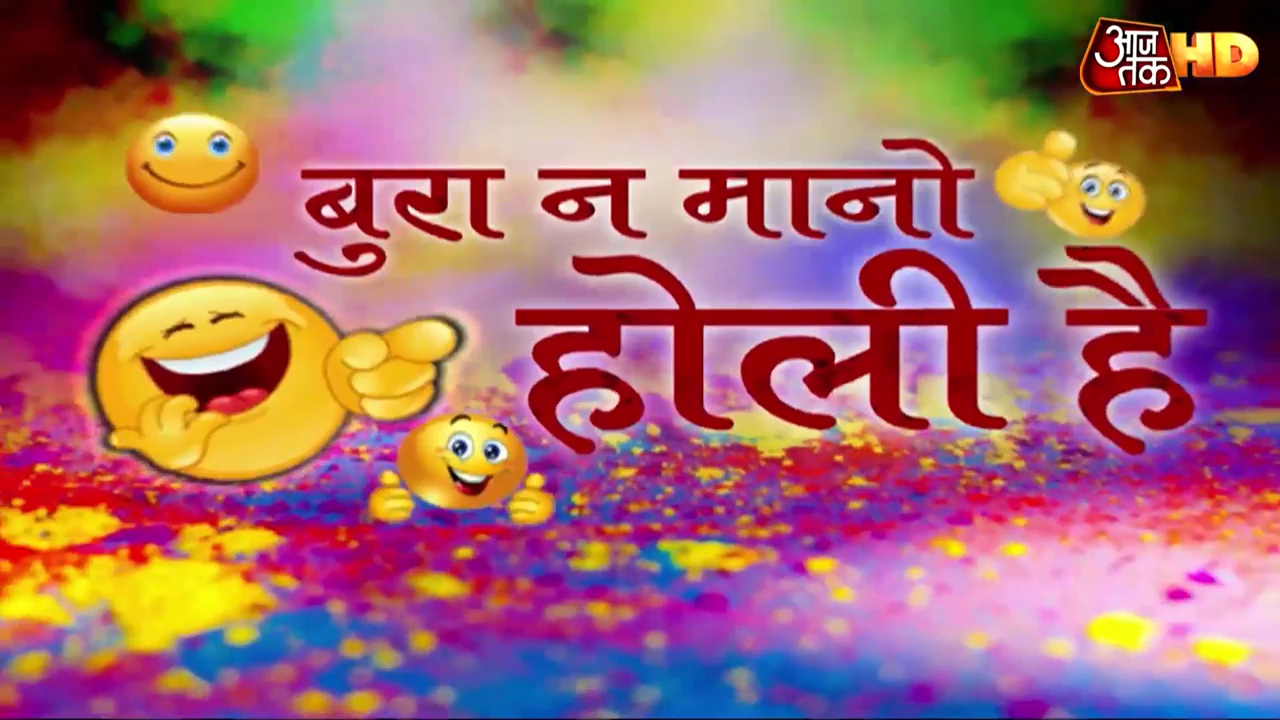 आज
तक HD
बुरा न मानो
होली है